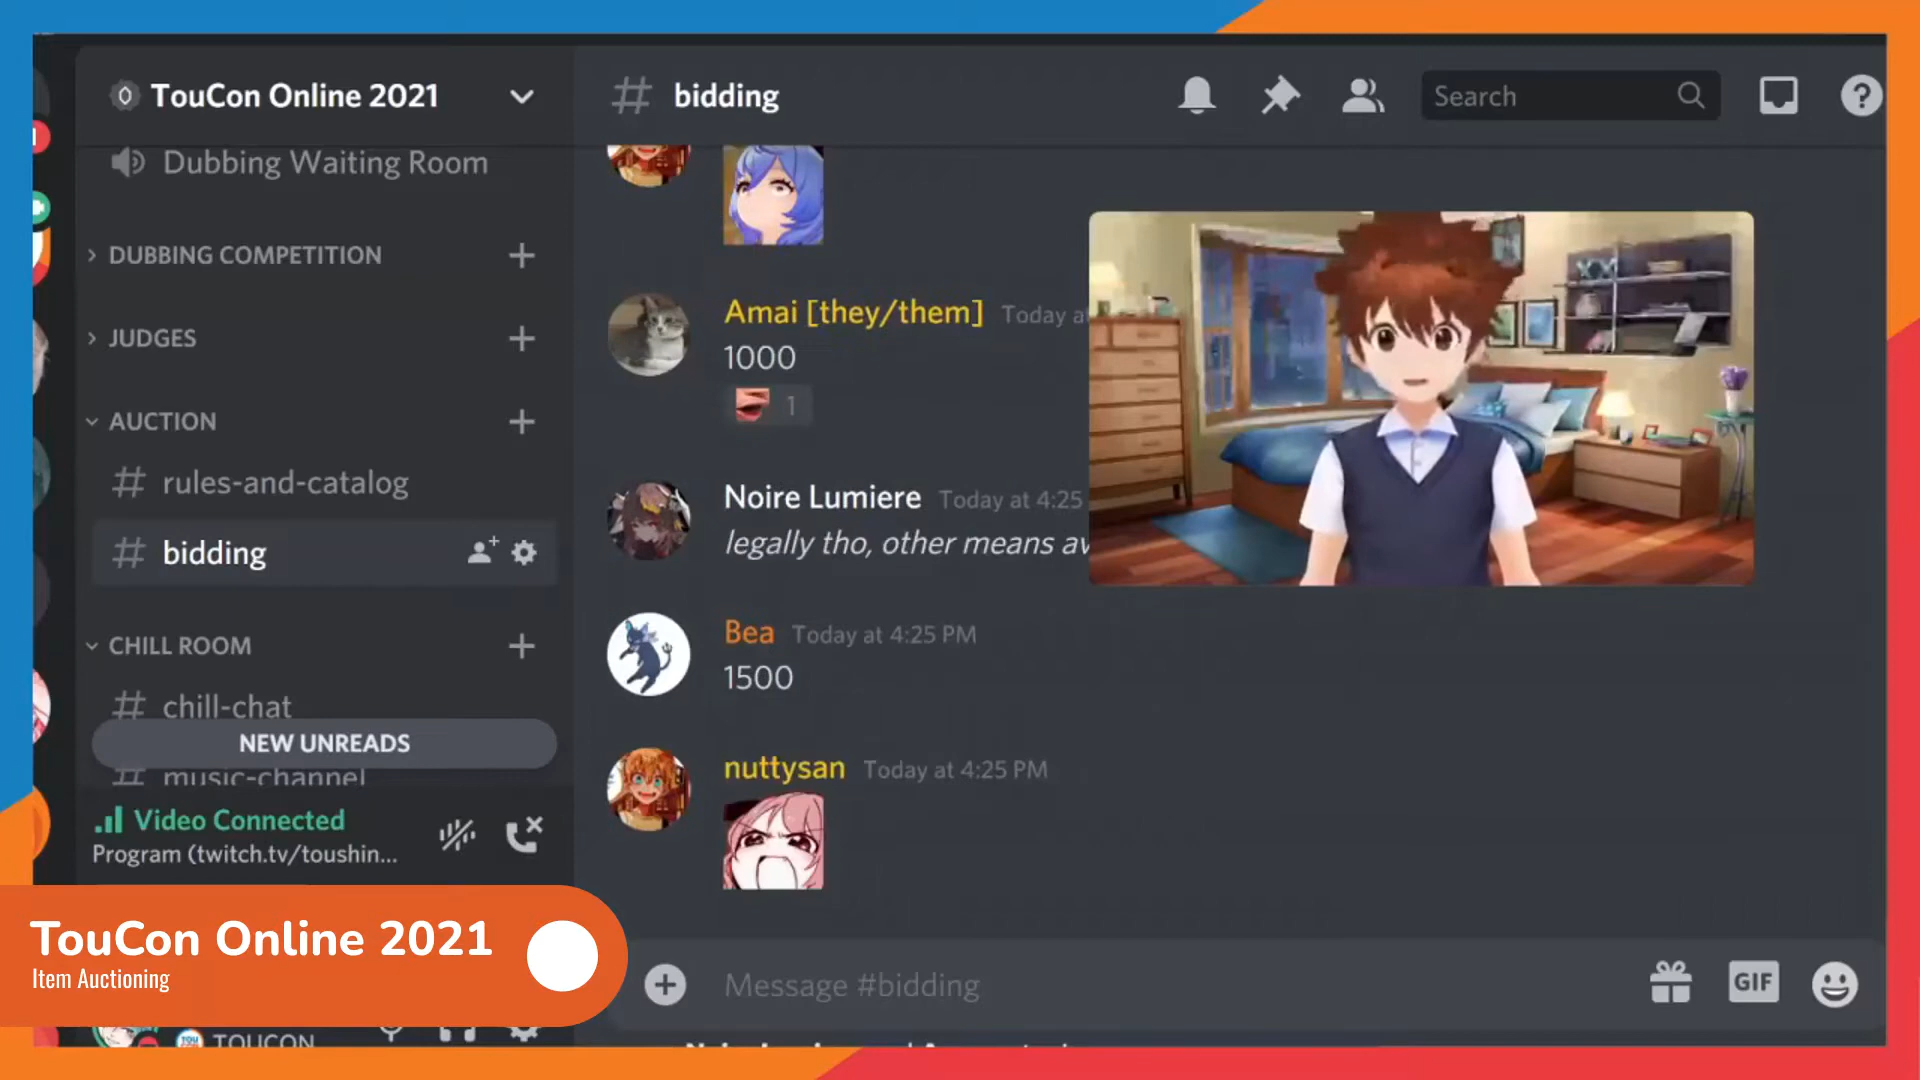 TouCon Online 2021
bidding
Search
Dubbing Waiting Room
DUBBING COMPETITION
JUDGES
AUCTION
rules-and-catalog
bidding
CHILL ROOM
chill-chat
NEW UNREADS
music-channel
Video Connected
Program (twitch.tv/toushin...
TOUCON
Amai [they/them] Today a
1000
1
Noire Lumiere Today at 4:25
legally tho, other means av
Bea Today at 4:25 PM
1500
nuttysan Today at 4:25 PM
Message #bidding
GIF
TouCon Online 2021
Item Auctioning